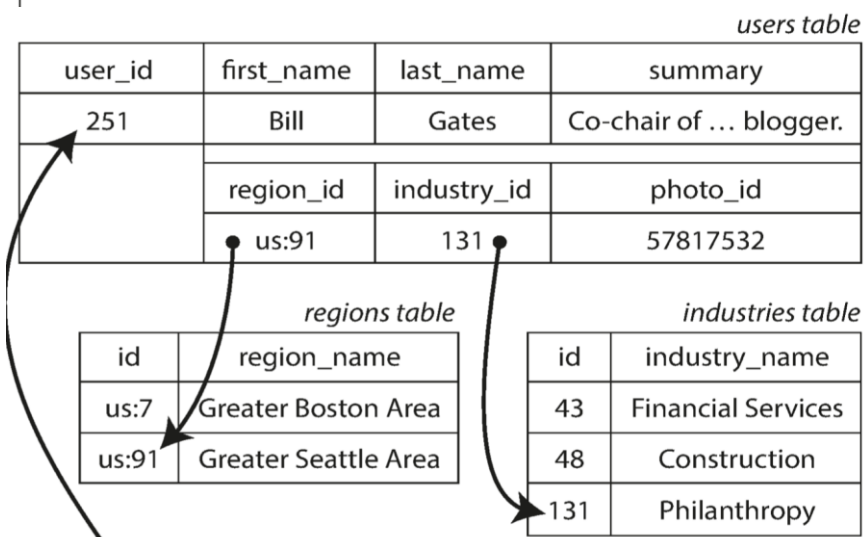 users table
user_id first_name last_name summary
251 Bill Gates Co-chair of … blogger.
region_id industry_id photo_id
us:91 131 57817532
regions table
id region_name
us:7 Greater Boston Area
us:91 Greater Seattle Area
industries table
id industry_name
43 Financial Services
48 Construction
131 Philanthropy